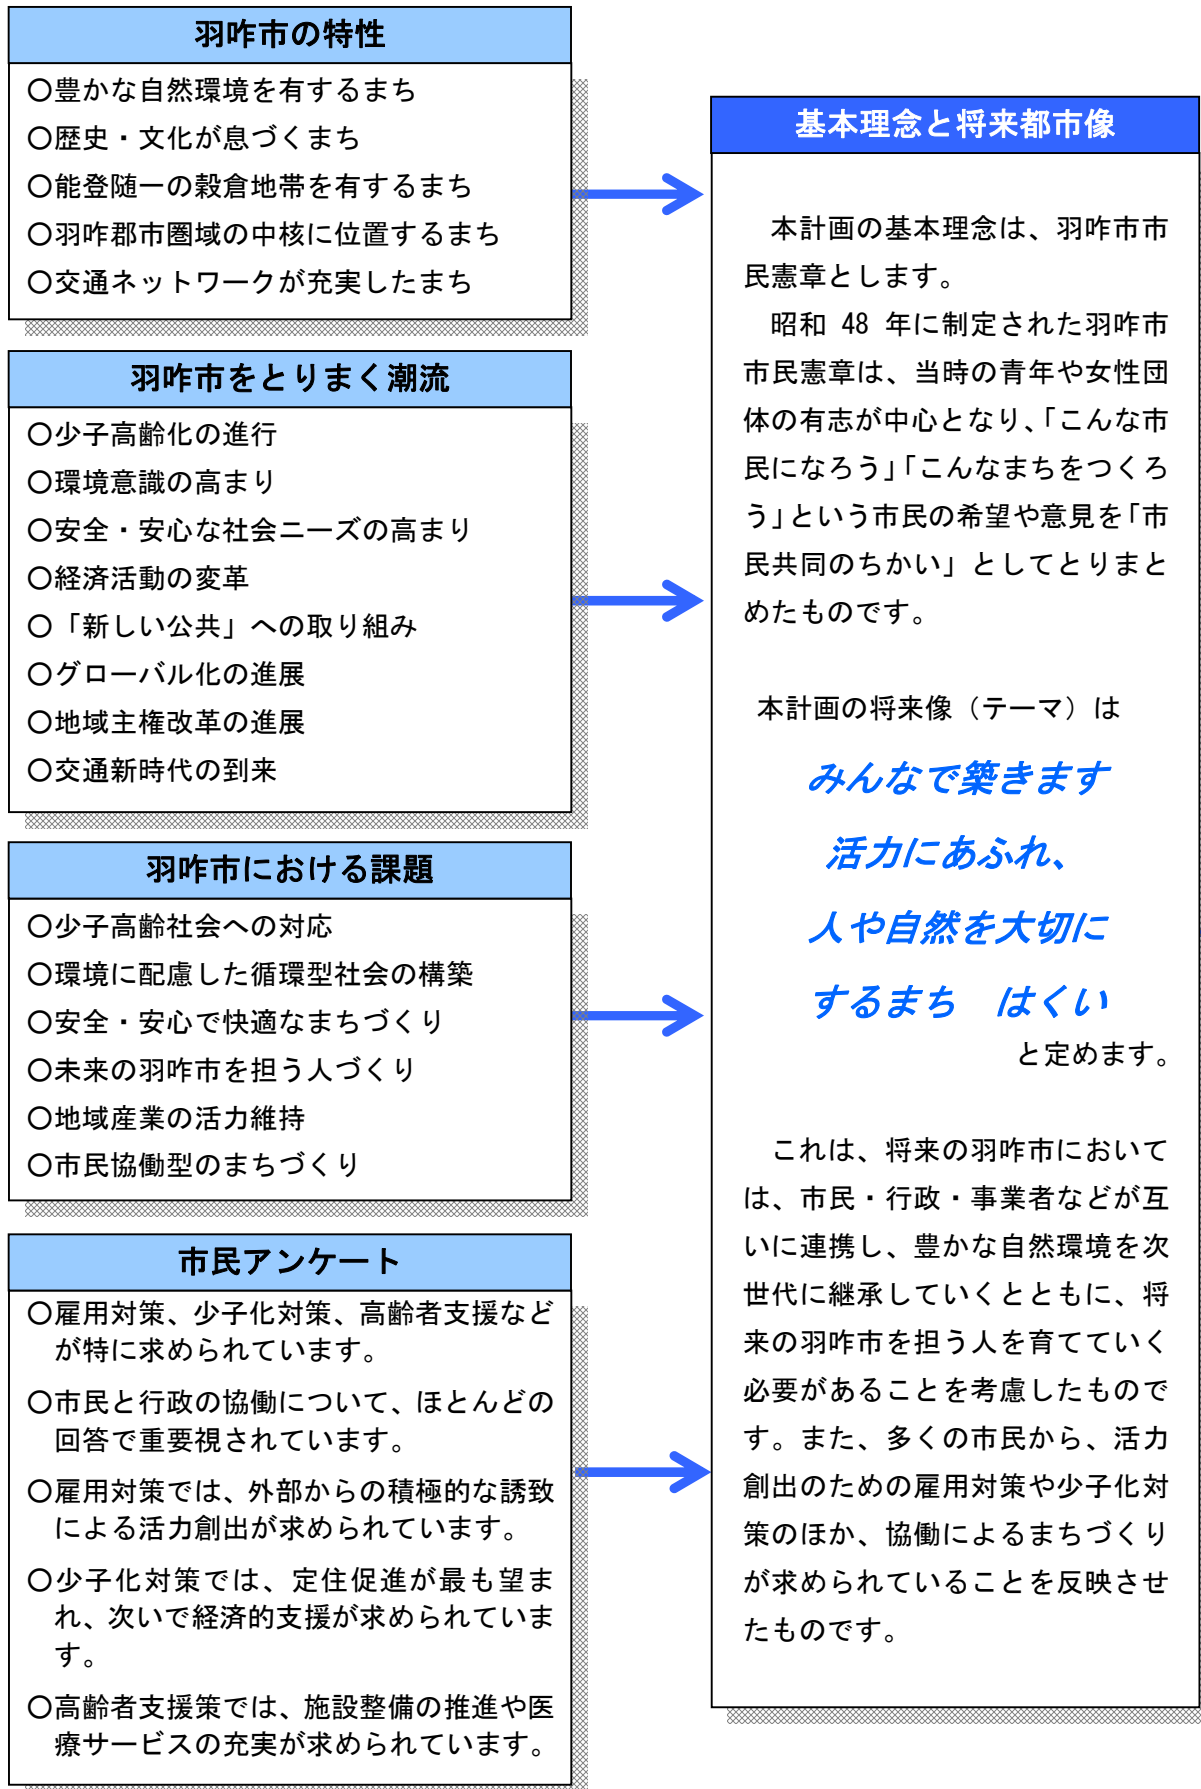 羽咋市の特性
○豊かな自然環境を有するまち
○歴史・文化が息づくまち
○能登随一の穀倉地帯を有するまち
○羽咋郡市圏域の中核に位置するまち
○交通ネットワークが充実したまち
羽咋市をとりまく潮流
○少子高齢化の進行
○環境意識の高まり
○安全・安心な社会ニーズの高まり
○経済活動の変革
○「新しい公共」への取り組み
○グローバル化の進展
○地域主権改革の進展
○交通新時代の到来
羽咋市における課題
○少子高齢社会への対応
○環境に配慮した循環型社会の構築
○安全・安心で快適なまちづくり
○未来の羽咋市を担う人づくり
○地域産業の活力維持
○市民協働型のまちづくり
市民アンケート
○雇用対策、少子化対策、高齢者支援など
が特に求められています。
○市民と行政の協働について、ほとんどの
回答で重要視されています。
○雇用対策では、外部からの積極的な誘致
による活力創出が求められています。
○少子化対策では、定住促進が最も望ま
れ、次いで経済的支援が求められていま
す。
○高齢者支援策では、施設整備の推進や医
療サービスの充実が求められています。
基本理念と将来都市像
本計画の基本理念は、羽咋市市
民憲章とします。
昭和 48 年に制定された羽咋市
市民憲章は、当時の青年や女性団
体の有志が中心となり、「こんな市
民になろう」「こんなまちをつくろ
う」という市民の希望や意見を「市
民共同のちかい」としてとりまと
めたものです。
本計画の将来像（テーマ）は
みんなで築きます
活力にあふれ、
人や自然を大切に
するまち　はくい
と定めます。
これは、将来の羽咋市において
は、市民・行政・事業者などが互
いに連携し、豊かな自然環境を次
世代に継承していくとともに、将
来の羽咋市を担う人を育てていく
必要があることを考慮したもので
す。また、多くの市民から、活力
創出のための雇用対策や少子化対
策のほか、協働によるまちづくり
が求められていることを反映させ
たものです。